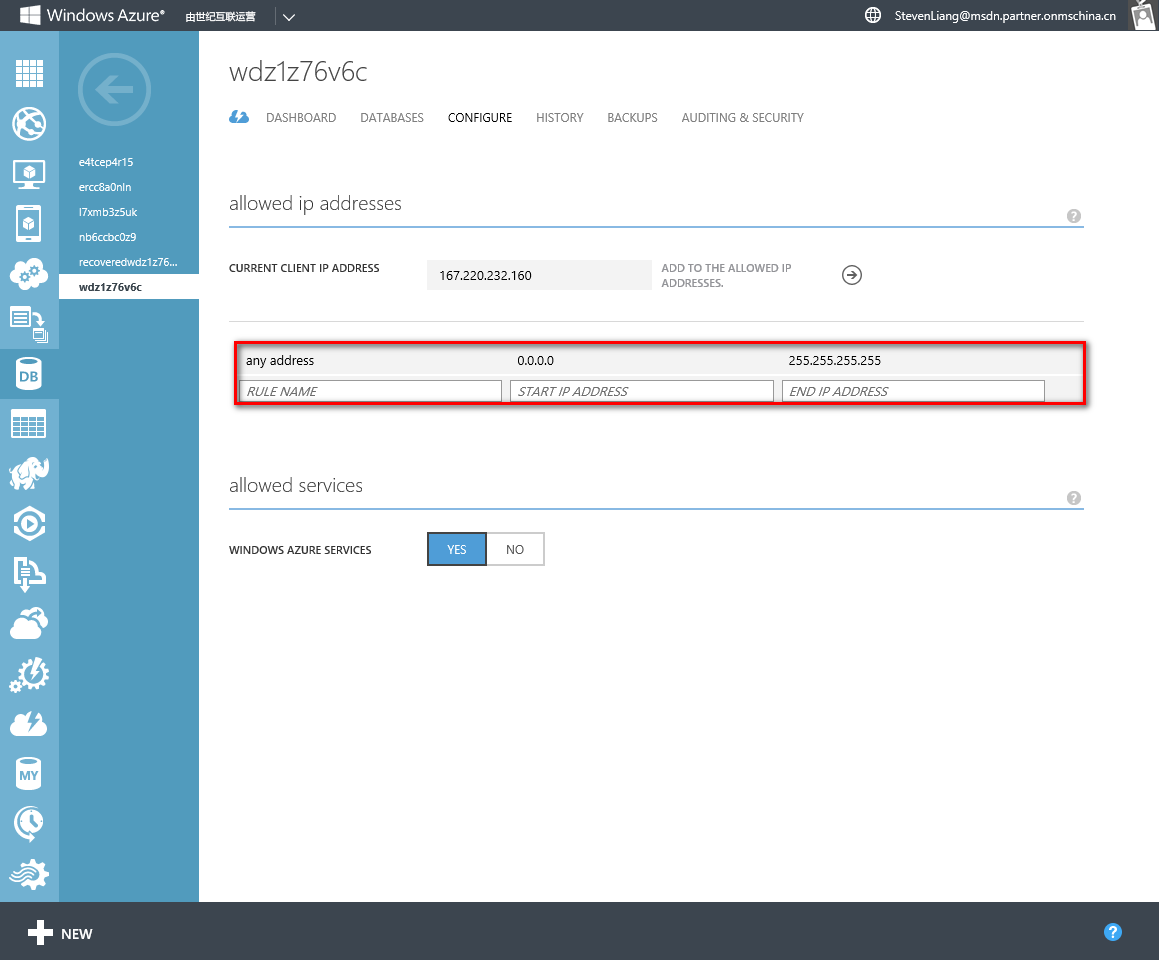 Windows Azure® 由世纪互联运营 StevenLiang@msdn.partner.onmschina.cn
wdz1z76v6c
DASHBOARD DATABASES CONFIGURE HISTORY BACKUPS AUDITING & SECURITY
e4tcep4r15
ercc8a0nln
l7xmb3z5uk
nb6ccbc0z9
recoveredwdz1z76...
wdz1z76v6c
allowed ip addresses
?
CURRENT CLIENT IP ADDRESS 167.220.232.160 ADD TO THE ALLOWED IP
ADDRESSES.
any address 0.0.0.0 255.255.255.255
RULE NAME START IP ADDRESS END IP ADDRESS
allowed services
?
WINDOWS AZURE SERVICES YES NO
DB
MY
NEW ?